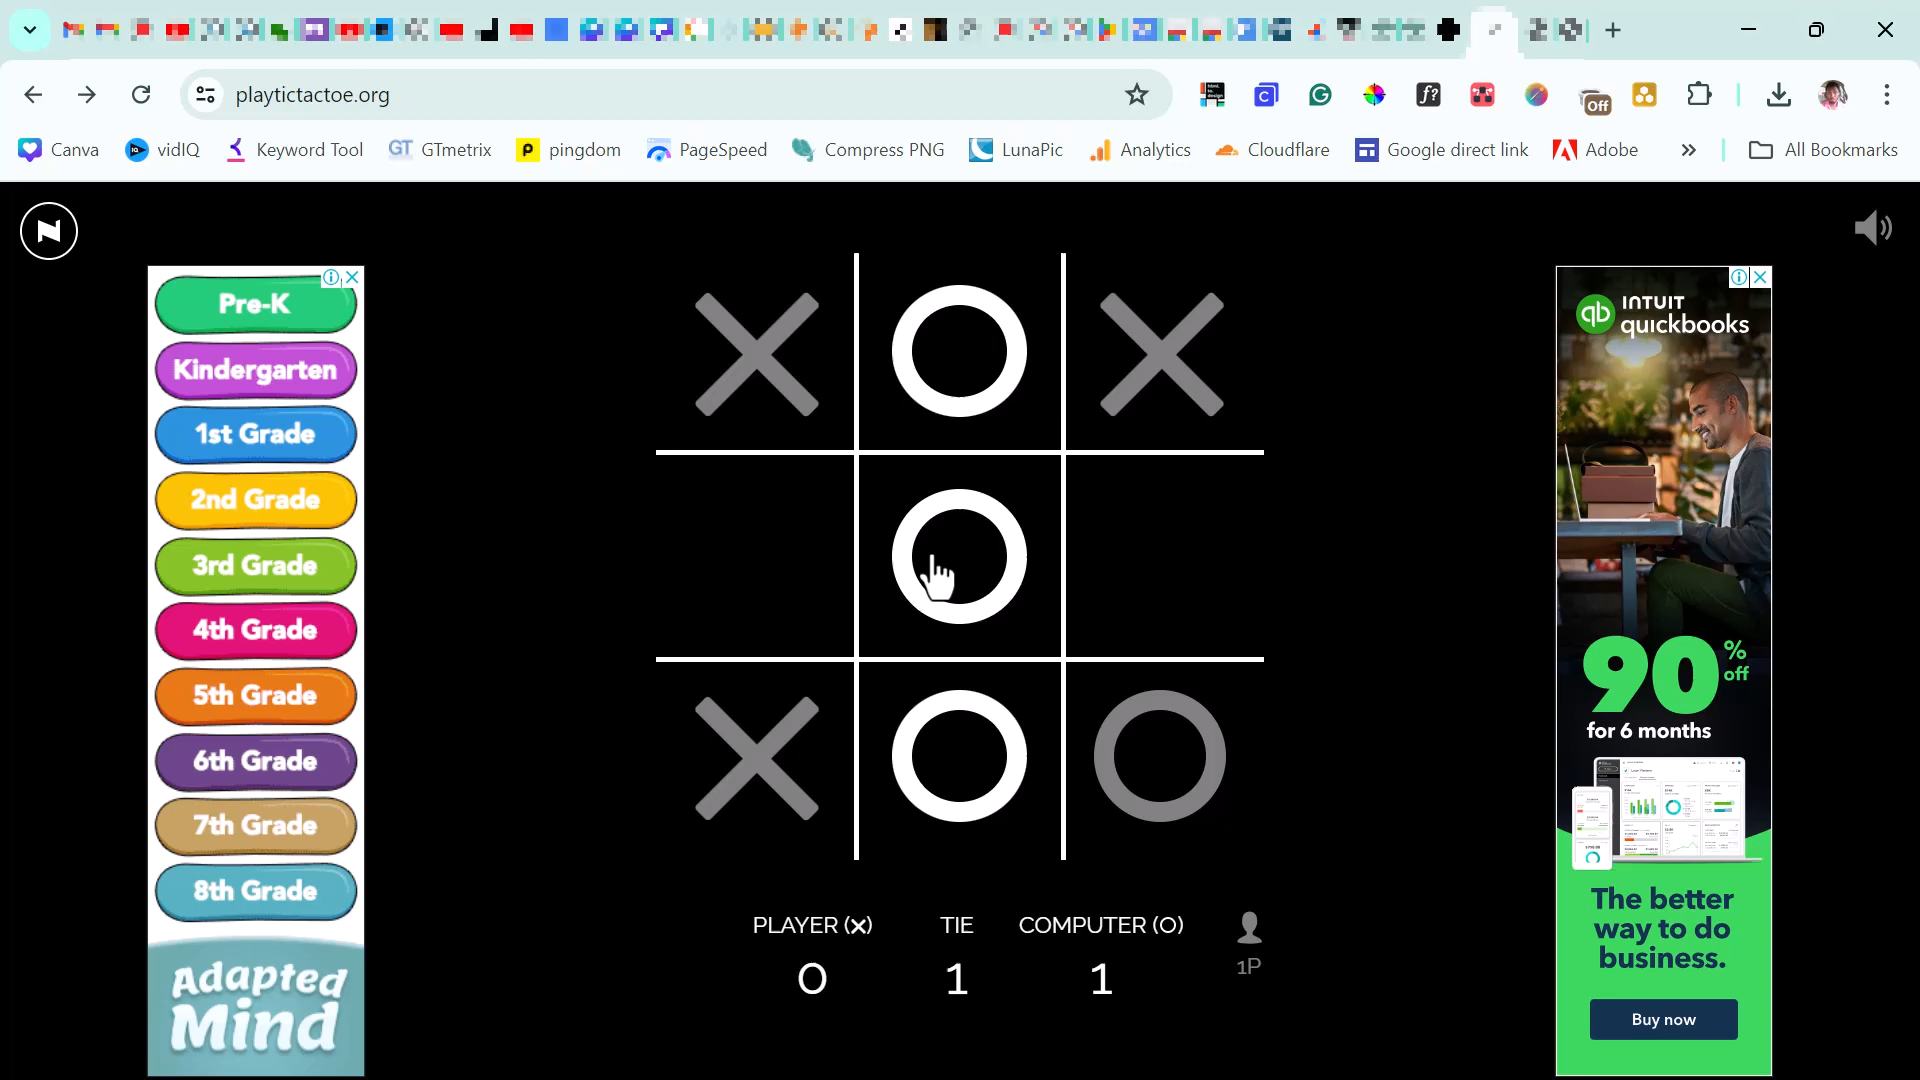 playtictactoe.org
Off
Canva
vidIQ
Keyword Tool
GT GTmetrix
pingdom
PageSpeed
Compress PNG
LunaPic
Analytics
Cloudflare
Google direct link
Adobe
»
All Bookmarks
Pre-K
Kindergarten
1st Grade
2nd Grade
3rd Grade
4th Grade
5th Grade
6th Grade
7th Grade
8th Grade
Adapted
Mind
PLAYER (X)
TIE
COMPUTER (O)
0
1
1
1P
qb INTUIT
quickbooks
90% off
for 6 months
The better
way to do
business.
Buy now